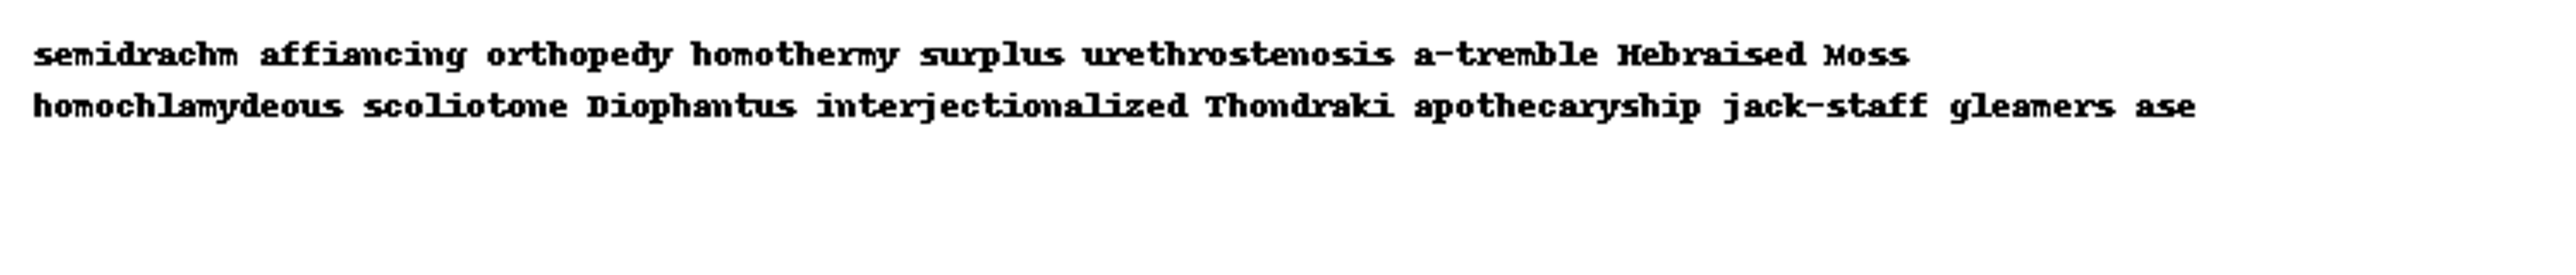 semidrachm affiancing orthopedy homothermy surplus urethrostenosis a-tremble Hebraised Moss
homochlamydeous scoliotone Diophantus interjectionalized Thondraki apothecaryship jack-staff gleamers ase